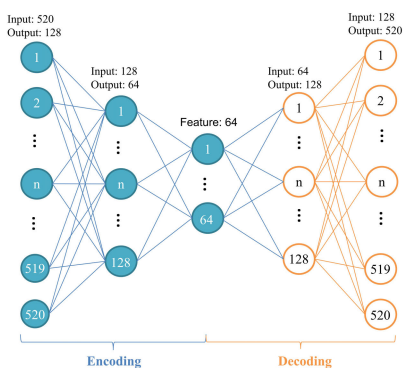 Input: 520
Output: 128
1
2
...
n
...
519
520
Input: 128
Output: 64
1
...
n
...
128
Feature: 64
1
...
64
Input: 64
Output: 128
1
...
n
...
128
Input: 128
Output: 520
1
2
...
n
...
519
520
Encoding
Decoding